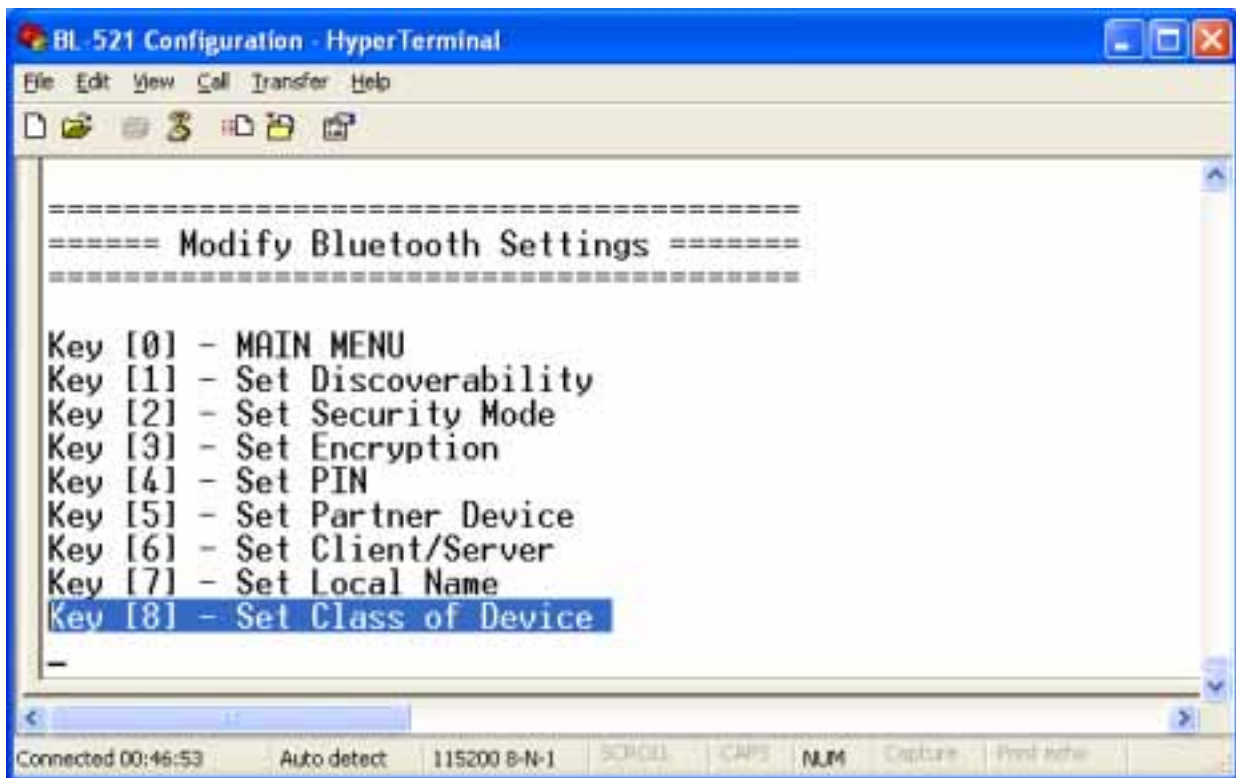 BL-521 Configuration - HyperTerminal
File Edit View Call Transfer Help
========================================
====== Modify Bluetooth Settings =======
========================================
Key [0] - MAIN MENU
Key [1] - Set Discoverability
Key [2] - Set Security Mode
Key [3] - Set Encryption
Key [4] - Set PIN
Key [5] - Set Partner Device
Key [6] - Set Client/Server
Key [7] - Set Local Name
Key [8] - Set Class of Device
_
Connected 00:46:53 Auto detect 115200 8-N-1 SCROLL CAPS NUM Capture Print echo